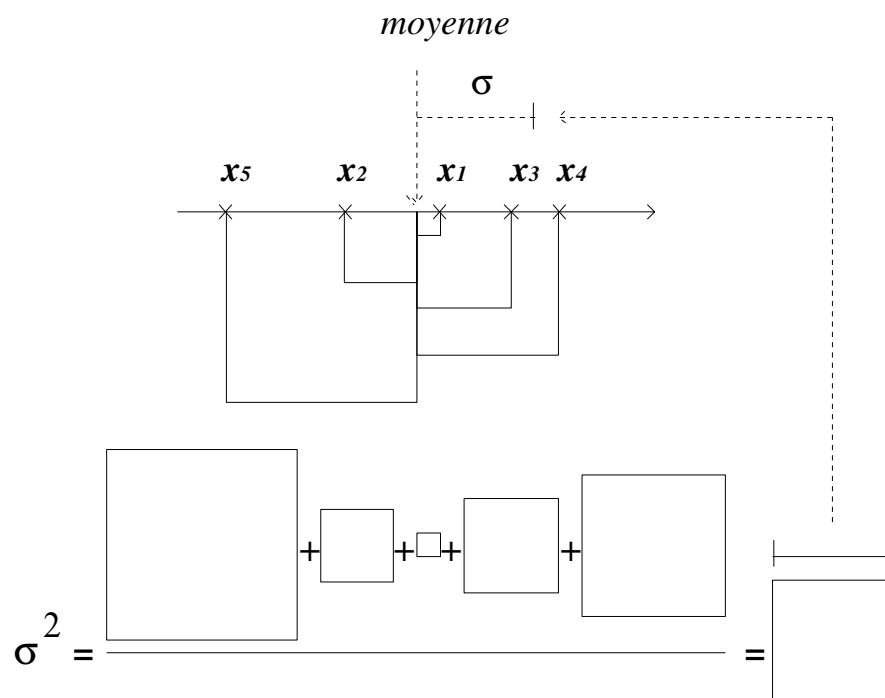 moyenne
σ
x5 x2 x1 x3 x4
+ + + +
σ2 = =